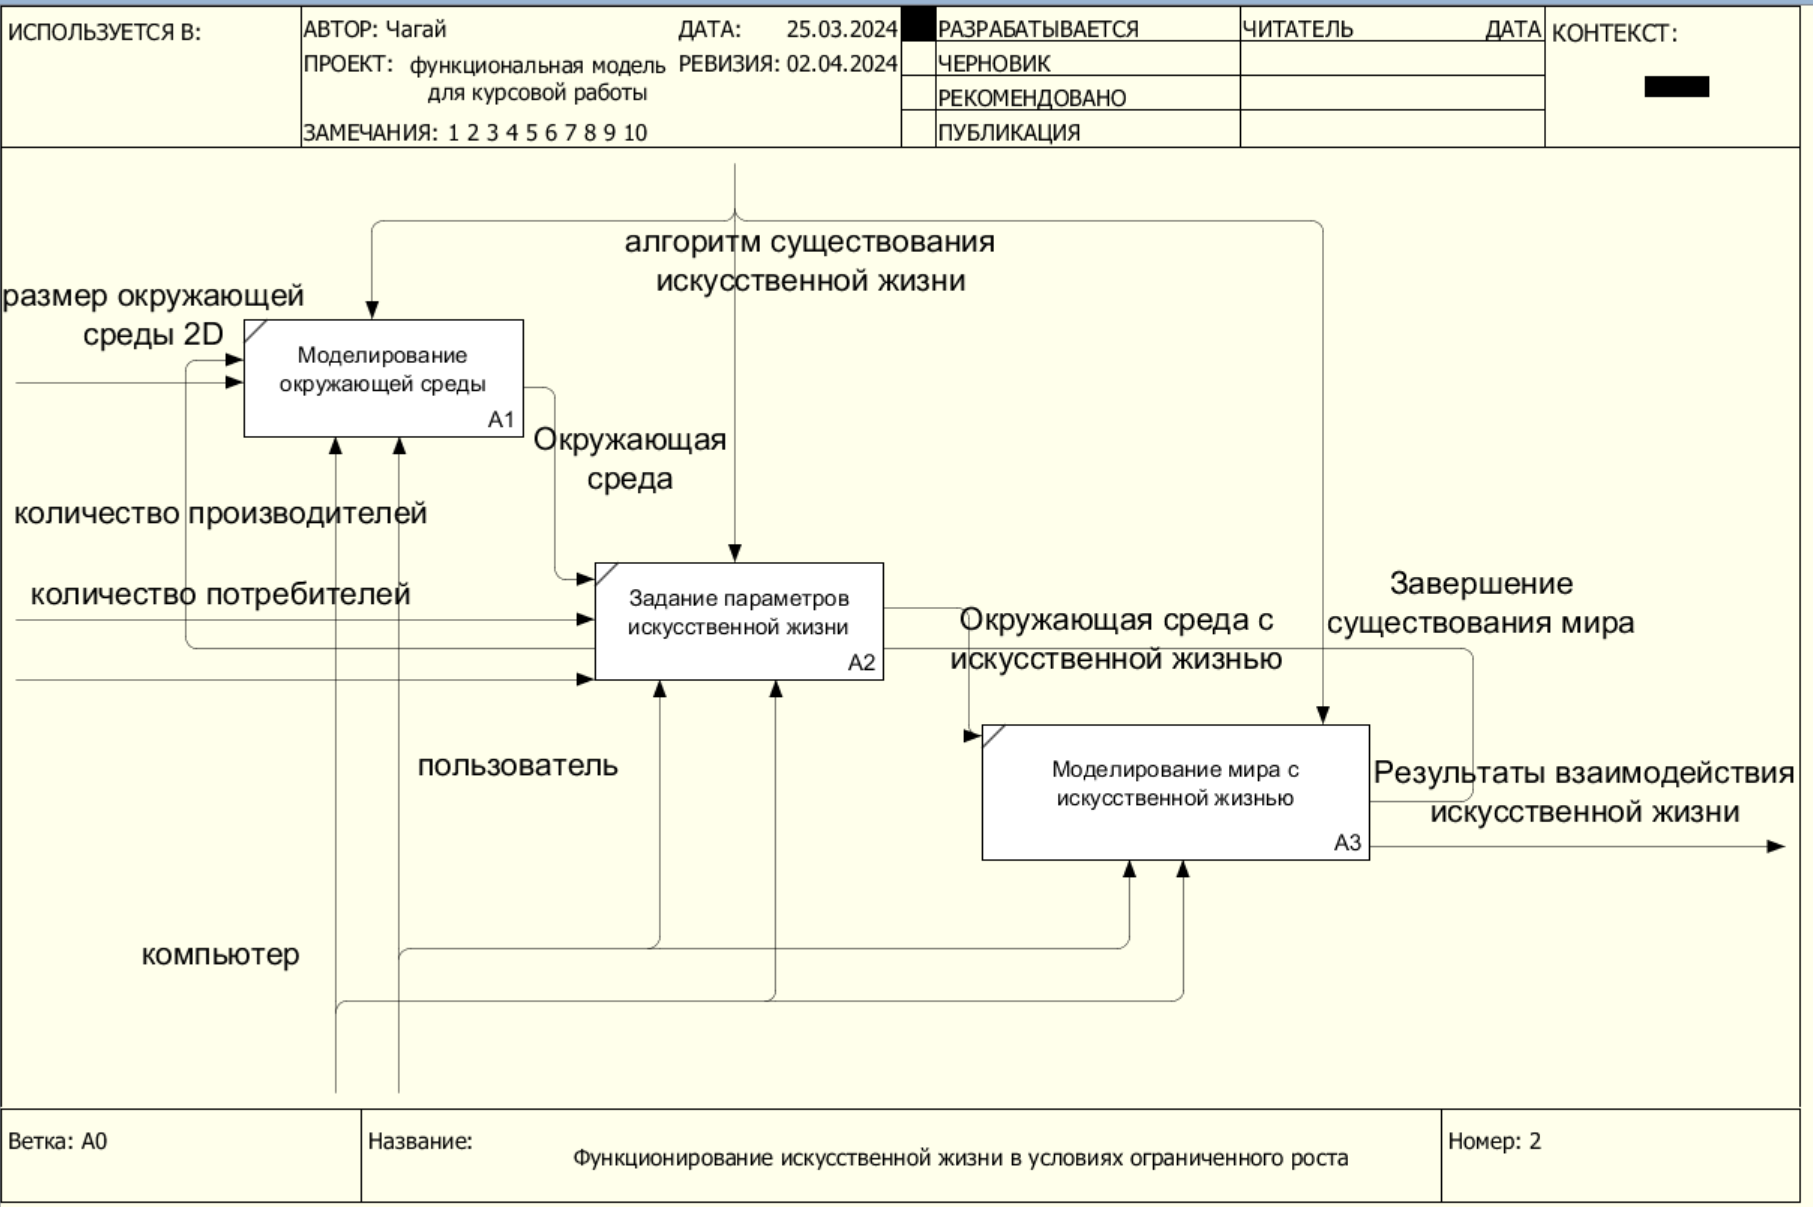 ИСПОЛЬЗУЕТСЯ В:
АВТОР: Чагай
ДАТА: 25.03.2024
ПРОЕКТ: функциональная модель
для курсовой работы
РЕВИЗИЯ: 02.04.2024
ЗАМЕЧАНИЯ: 1 2 3 4 5 6 7 8 9 10
РАЗРАБАТЫВАЕТСЯ
ЧЕРНОВИК
РЕКОМЕНДОВАНО
ПУБЛИКАЦИЯ
ЧИТАТЕЛЬ
ДАТА
КОНТЕКСТ:
алгоритм существования
искусственной жизни
размер окружающей
среды 2D
Моделирование
окружающей среды
A1
Окружающая
среда
количество производителей
количество потребителей
Задание параметров
искусственной жизни
A2
Окружающая среда с
искусственной жизнью
Завершение
существования мира
пользователь
Моделирование мира с
искусственной жизнью
A3
Результаты взаимодействия
искусственной жизни
компьютер
Ветка: A0
Название:
Функционирование искусственной жизни в условиях ограниченного роста
Номер: 2